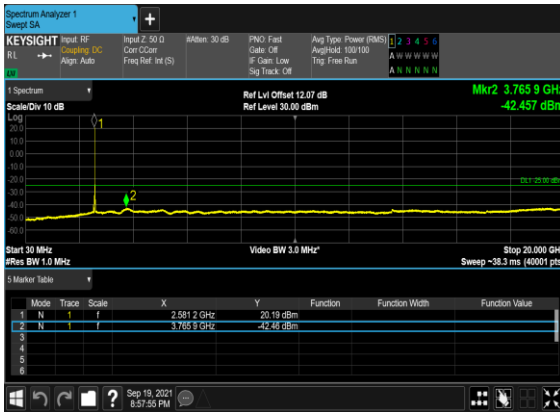 Spectrum Analyzer 1
Swept SA
KEYSIGHT
RL
Input: RF
Coupling: DC
Align: Auto
Input Z: 50 Ω
Corr CCorr
Freq Ref: Int (S)
#Atten: 30 dB
PNO: Fast
Gate: Off
IF Gain: Low
Sig Track: Off
Avg Type: Power (RMS)
Avg|Hold: 100/100
Trig: Free Run
1 2 3 4 5 6
A W W W W W
A N N N N N
1 Spectrum
Scale/Div 10 dB
Ref Lvl Offset 12.07 dB
Ref Level 30.00 dBm
Mkr2 3.765 9 GHz
-42.457 dBm
Log
20.0
10.0
0.00
-10.0
-20.0
-30.0
-40.0
-50.0
-60.0
1
2
DL1 -25.00 dBm
Start 30 MHz
#Res BW 1.0 MHz
Video BW 3.0 MHz*
Stop 20.000 GHz
Sweep ~38.3 ms (40001 pts)
5 Marker Table
Mode Trace Scale X Y Function Function Width Function Value
1 N 1 f 2.581 2 GHz 20.19 dBm
2 N 1 f 3.765 9 GHz -42.46 dBm
3
4
5
6
Sep 19, 2021
8:57:55 PM